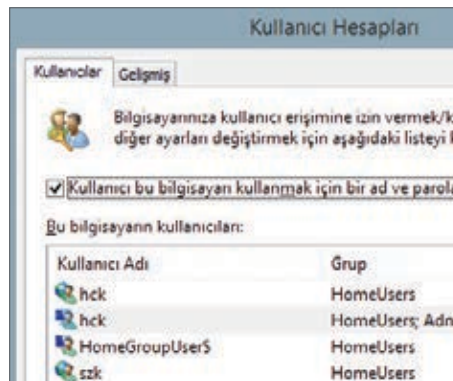 Kullanıcı Hesapları
Kullanıcılar Gelişmiş
Bilgisayarınıza kullanıcı erişimine izin vermek/k
diğer ayarları değiştirmek için aşağıdaki listeyi k
Kullanıcı bu bilgisayarı kullanmak için bir ad ve parola
Bu bilgisayarın kullanıcıları:
Kullanıcı Adı Grup
hck HomeUsers
hck HomeUsers; Adn
HomeGroupUser$ HomeUsers
szk HomeUsers